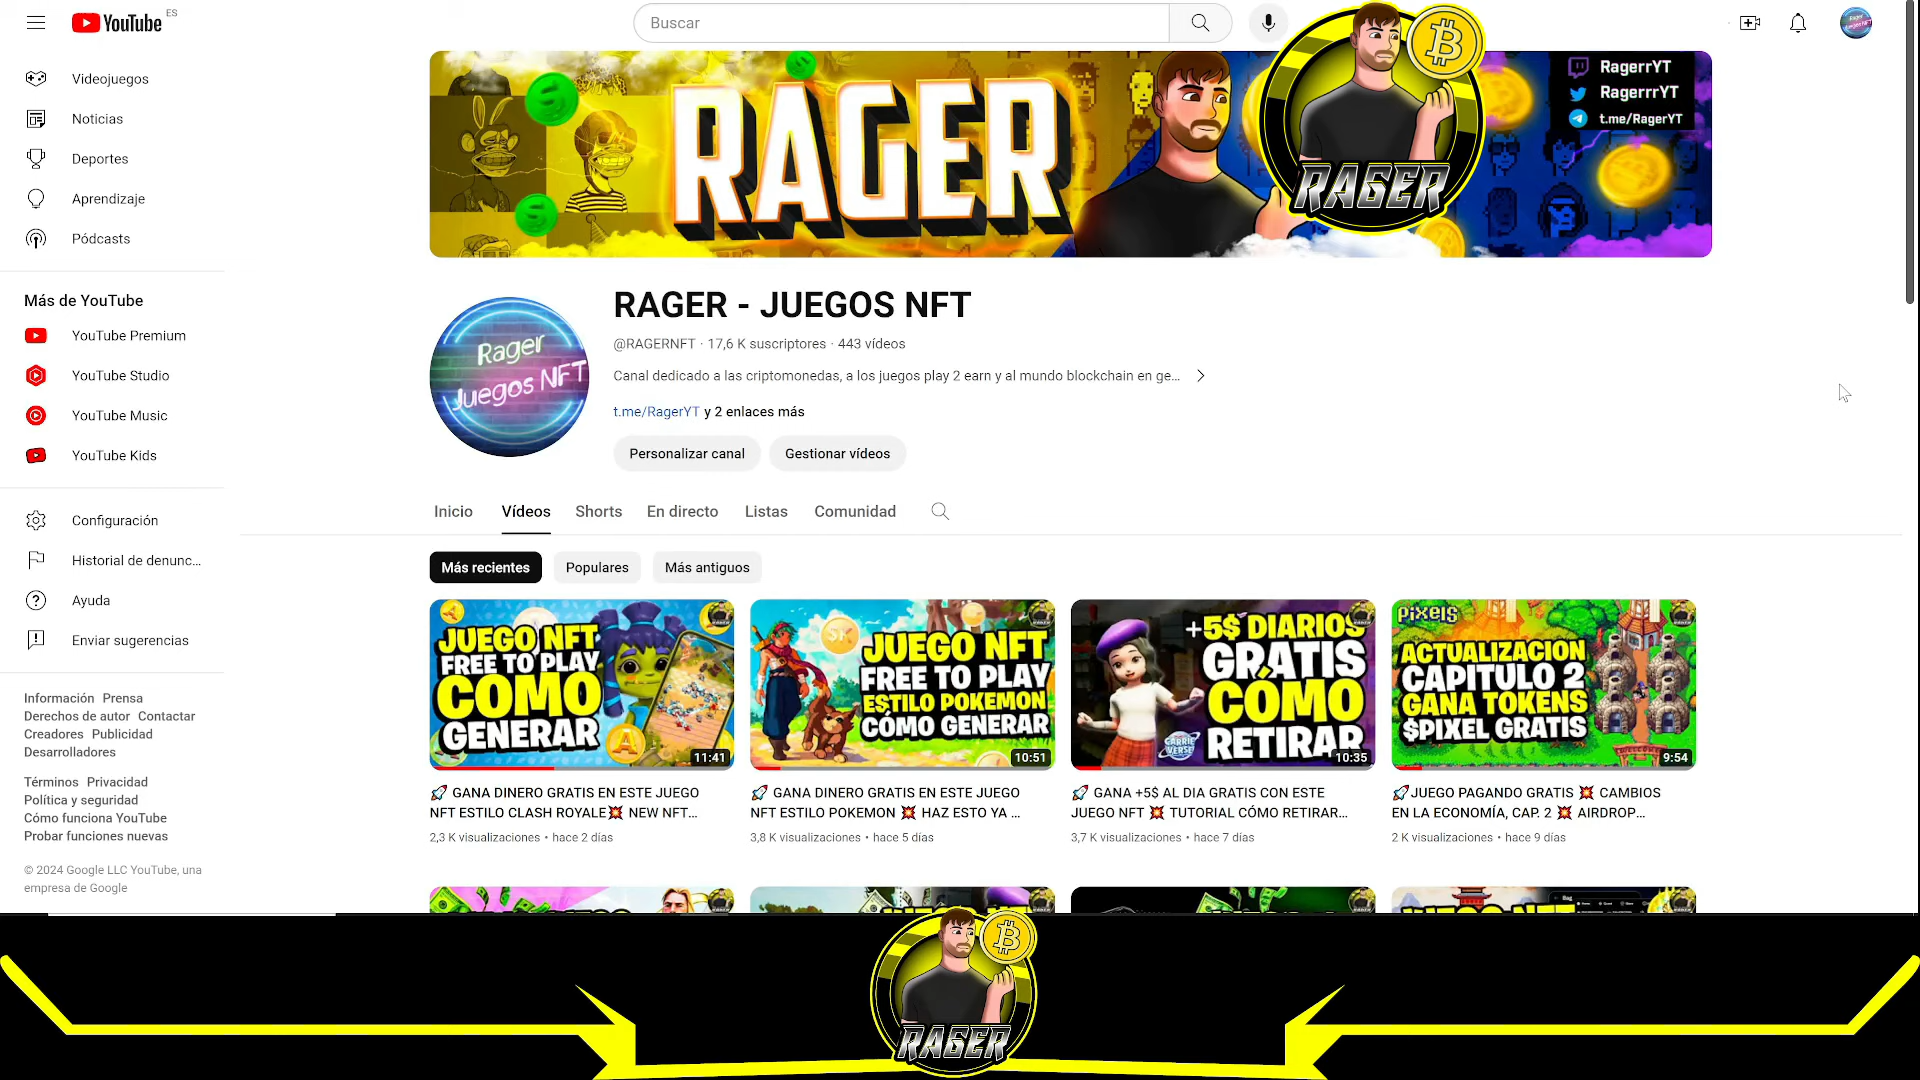 YouTube ES
Buscar
Videojuegos
Noticias
Deportes
Aprendizaje
Pódcasts
Más de YouTube
YouTube Premium
YouTube Studio
YouTube Music
YouTube Kids
Configuración
Historial de denunc...
Ayuda
Enviar sugerencias
Información Prensa
Derechos de autor Contactar
Creadores Publicidad
Desarrolladores
Términos Privacidad
Política y seguridad
Cómo funciona YouTube
Probar funciones nuevas
© 2024 Google LLC YouTube, una
empresa de Google
RAGER
RAGER
RagerrYT
RagerrrYT
t.me/RagerYT
Rager
Juegos NFT
RAGER - JUEGOS NFT
@RAGERNFT · 17,6 K suscriptores · 443 vídeos
Canal dedicado a las criptomonedas, a los juegos play 2 earn y al mundo blockchain en ge...
t.me/RagerYT y 2 enlaces más
Personalizar canal
Gestionar vídeos
Inicio
Vídeos
Shorts
En directo
Listas
Comunidad
Más recientes
Populares
Más antiguos
JUEGO NFT
FREE TO PLAY
COMO
GENERAR
11:41
🚀 GANA DINERO GRATIS EN ESTE JUEGO
NFT ESTILO CLASH ROYALE💥 NEW NFT...
2,3 K visualizaciones • hace 2 días
JUEGO NFT
FREE TO PLAY
ESTILO POKEMON
CÓMO GENERAR
10:51
🚀 GANA DINERO GRATIS EN ESTE JUEGO
NFT ESTILO POKEMON 💥 HAZ ESTO YA ...
3,8 K visualizaciones • hace 5 días
+5$ DIARIOS
GRATIS
CÓMO
RETIRAR
CARRIE
VERSE
10:35
🚀 GANA +5$ AL DIA GRATIS CON ESTE
JUEGO NFT 💥 TUTORIAL CÓMO RETIRAR...
3,7 K visualizaciones • hace 7 días
PiXELS
ACTUALIZACION
CAPITULO 2
GANA TOKENS
$PIXEL GRATIS
9:54
🚀JUEGO PAGANDO GRATIS 💥 CAMBIOS
EN LA ECONOMÍA, CAP. 2 💥 AIRDROP...
2 K visualizaciones • hace 9 días
RAGER